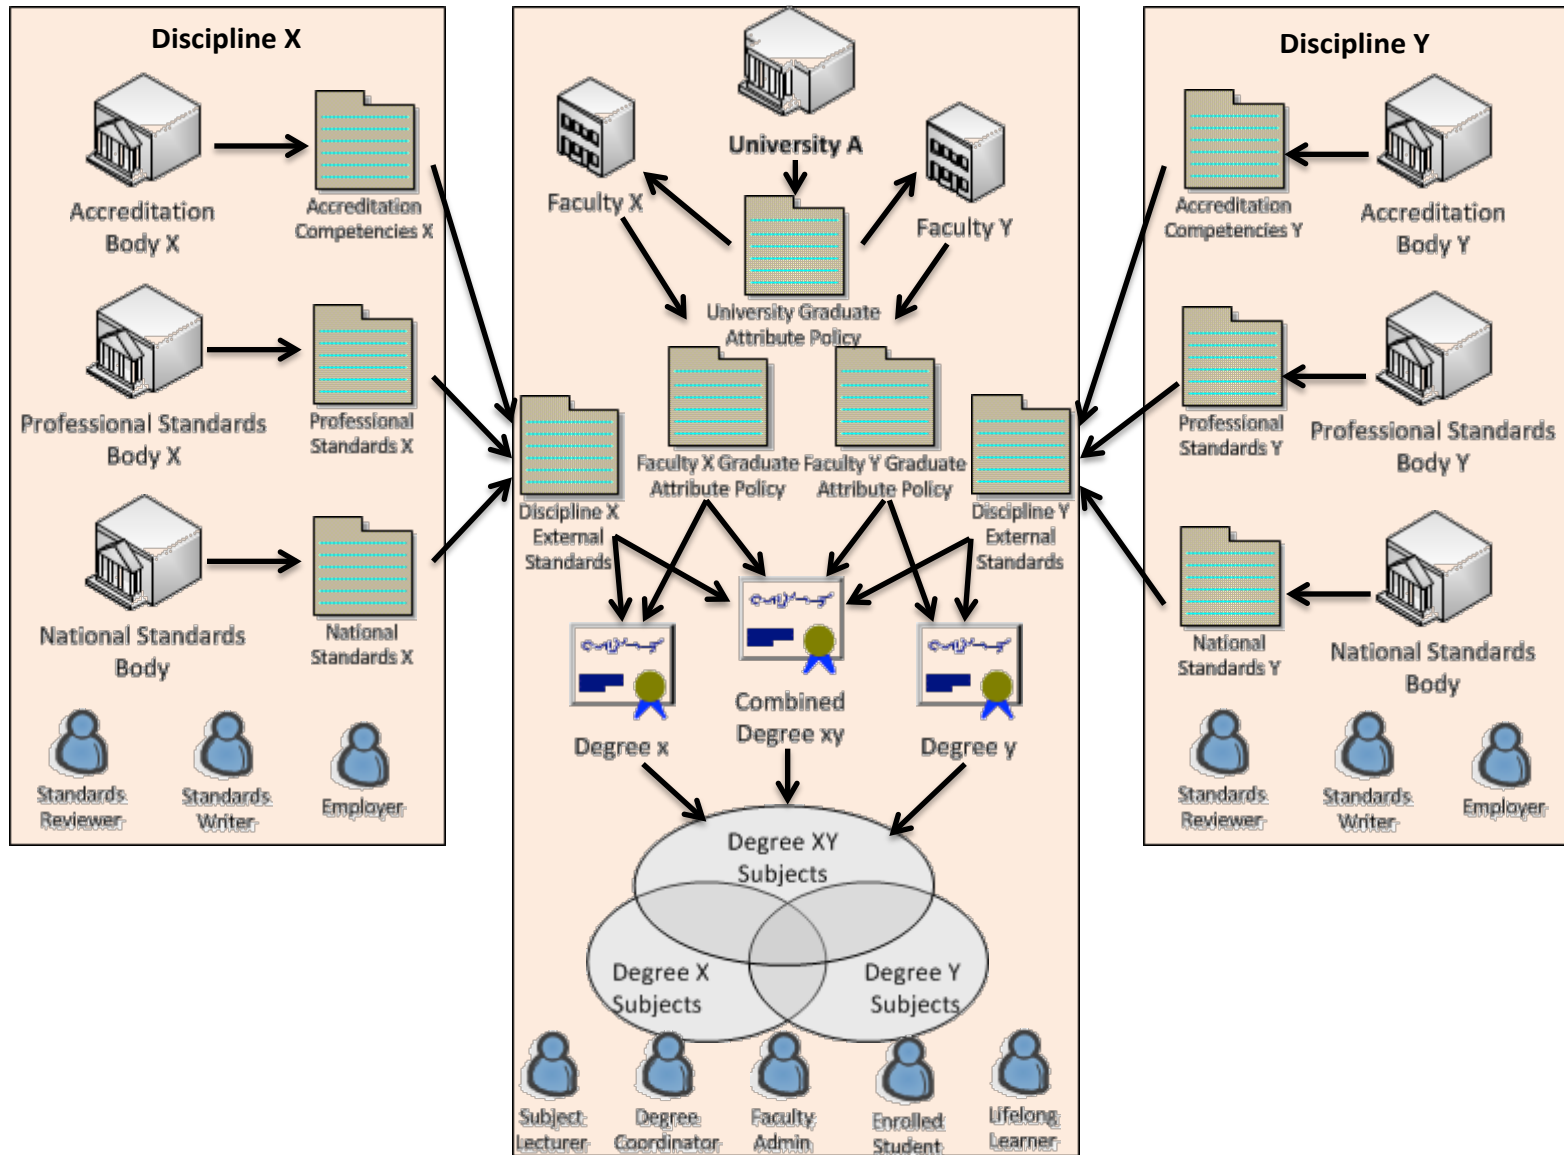 Discipline X
Accreditation
Body X
Accreditation
Competencies X
Professional Standards
Body X
Professional
Standards X
National Standards
Body
National
Standards X
Standards
Reviewer
Standards
Writer
Employer
University A
Faculty X
Faculty Y
University Graduate
Attribute Policy
Faculty X Graduate
Attribute Policy
Faculty Y Graduate
Attribute Policy
Discipline X
External
Standards
Discipline Y
External
Standards
Degree x
Combined
Degree xy
Degree y
Degree XY
Subjects
Degree X
Subjects
Degree Y
Subjects
Subject
Lecturer
Degree
Coordinator
Faculty
Admin
Enrolled
Student
Lifelong
Learner
Discipline Y
Accreditation
Competencies Y
Accreditation
Body Y
Professional
Standards Y
Professional Standards
Body Y
National
Standards Y
National Standards
Body
Standards
Reviewer
Standards
Writer
Employer